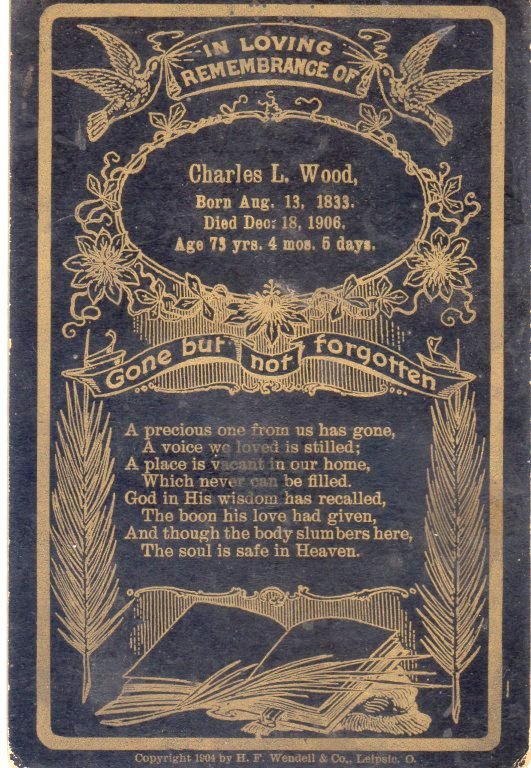 IN LOVING
REMEMBRANCE OF
Charles L. Wood,
Born Aug. 13, 1833.
Died Dec. 18, 1906.
Age 73 yrs. 4 mos. 5 days.
Gone but not forgotten
A precious one from us has gone,
A voice we loved is stilled;
A place is vacant in our home,
Which never can be filled.
God in His wisdom has recalled,
The boon his love had given,
And though the body slumbers here,
The soul is safe in Heaven.
Copyright 1904 by H. F. Wendell & Co., Leipsic, O.